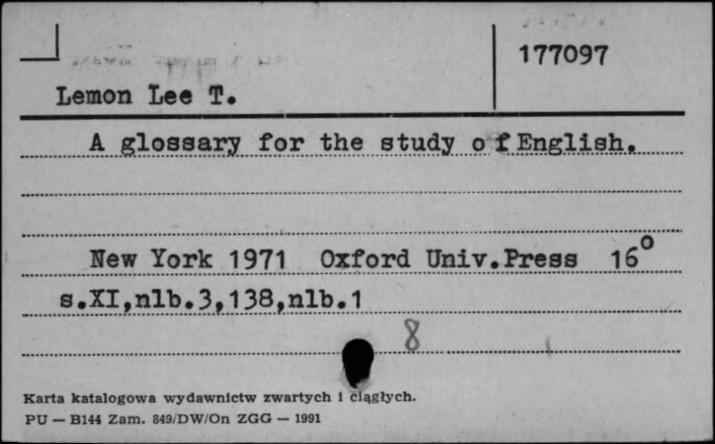 177097
Lemon Lee T.
A glossary for the study of English.
New York 1971 Oxford Univ.Press 16°
s.XI,nlb.3,138,nlb.1
8
Karta katalogowa wydawnictw zwartych i ciągłych.
PU — B144 Zam. 849/DW/On ZGG — 1991